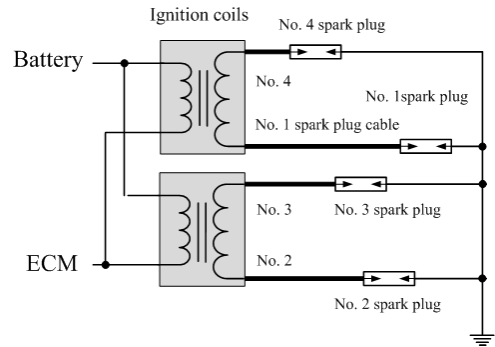 Ignition coils
No. 4 spark plug
Battery
No. 4
No. 1spark plug
No. 1 spark plug cable
No. 3
No. 3 spark plug
ECM
No. 2
No. 2 spark plug